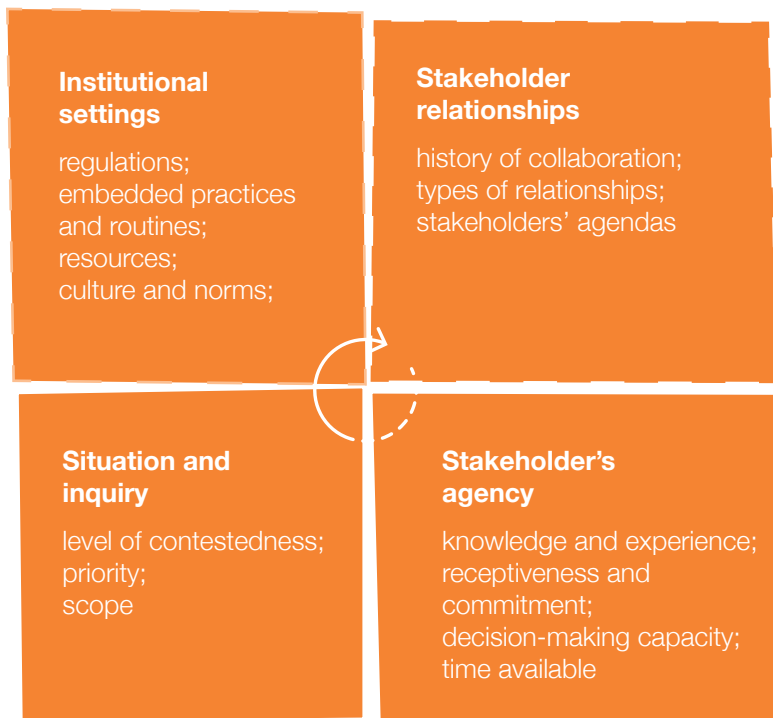 Institutional
settings
regulations;
embedded practices
and routines;
resources;
culture and norms;
Stakeholder
relationships
history of collaboration;
types of relationships;
stakeholders’ agendas
Situation and
inquiry
level of contestedness;
priority;
scope
Stakeholder’s
agency
knowledge and experience;
receptiveness and
commitment;
decision-making capacity;
time available